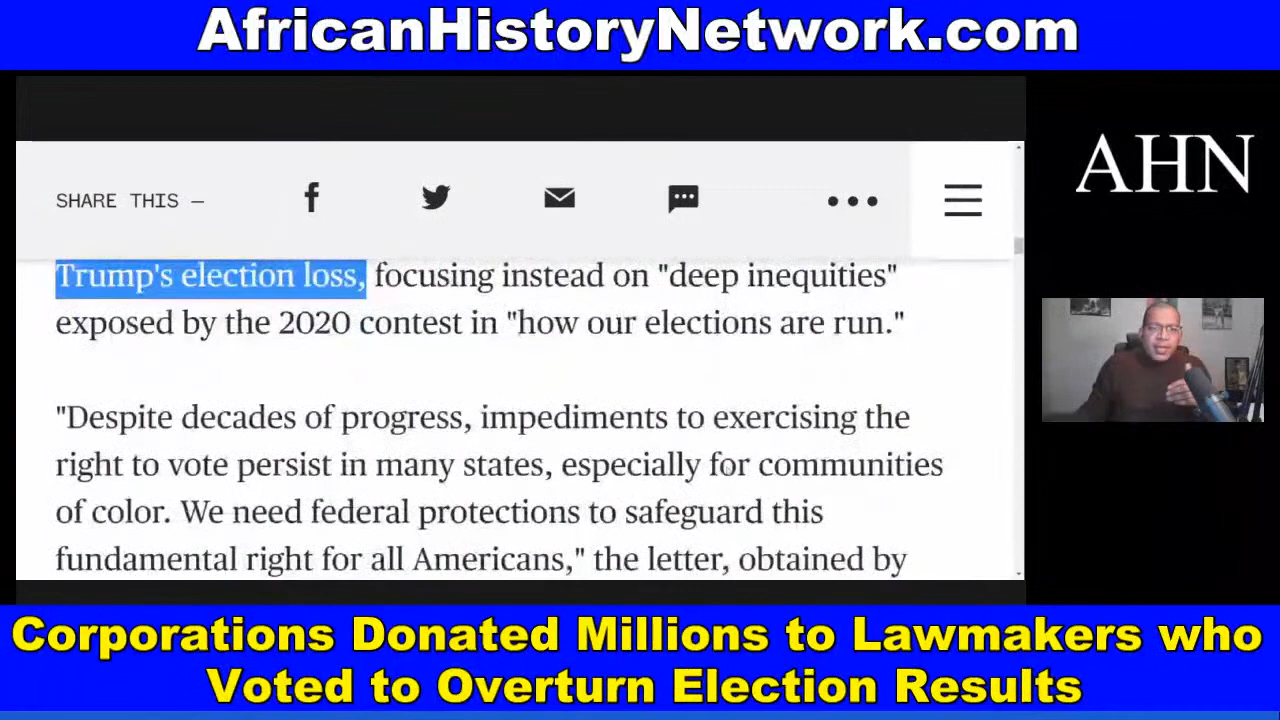 AfricanHistoryNetwork.com
SHARE THIS —
AHN
Trump's election loss, focusing instead on "deep inequities"
exposed by the 2020 contest in "how our elections are run."
"Despite decades of progress, impediments to exercising the
right to vote persist in many states, especially for communities
of color. We need federal protections to safeguard this
fundamental right for all Americans," the letter, obtained by
Corporations Donated Millions to Lawmakers who
Voted to Overturn Election Results